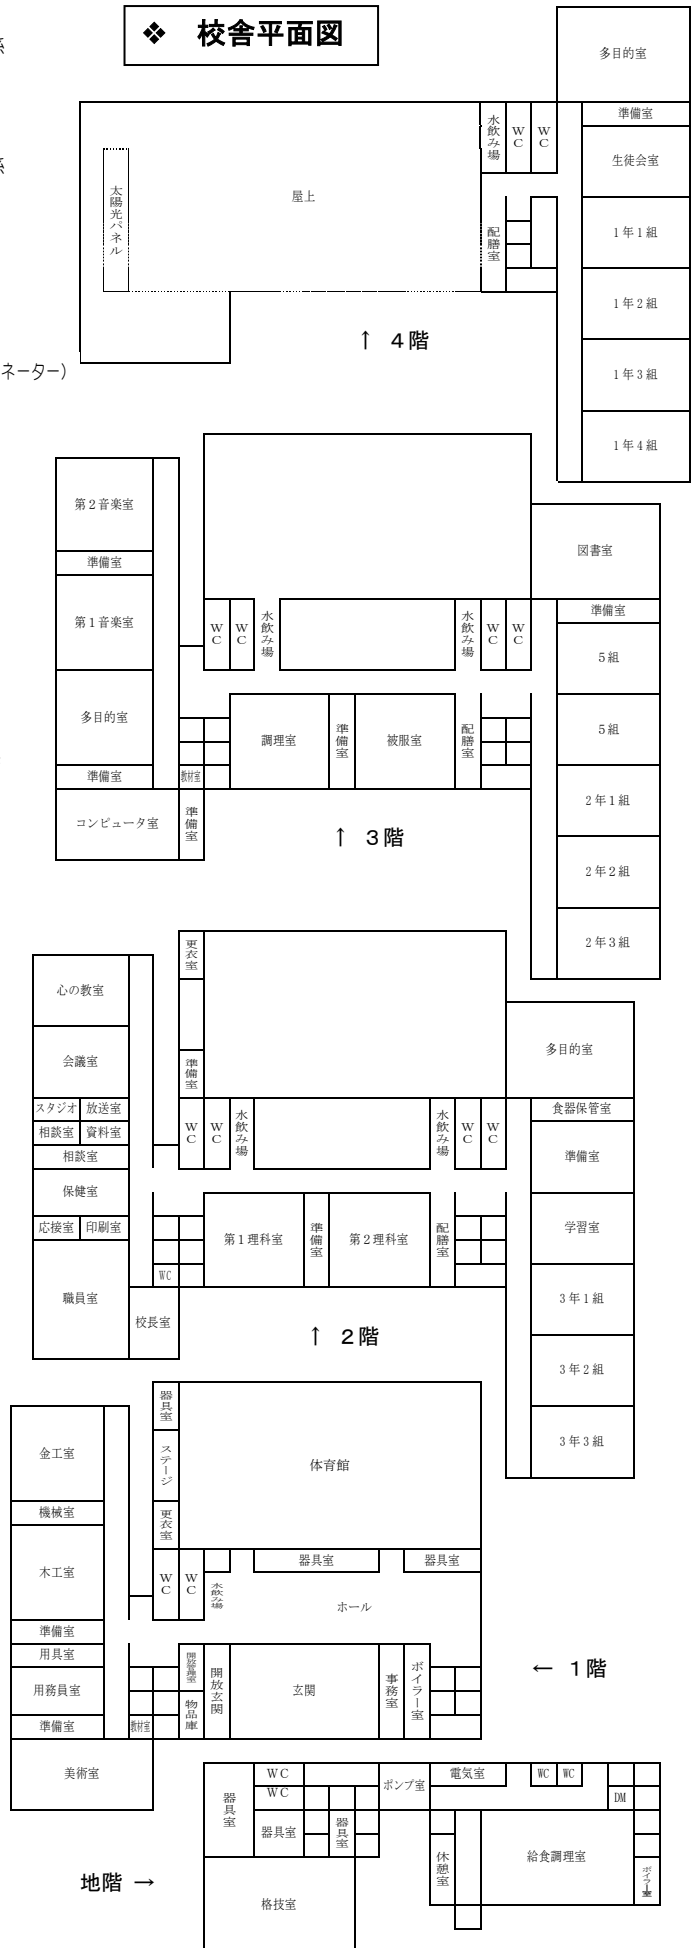 ❖ 校舎平面図
系
系
ネーター）
多目的室
準備室
生徒会室
1年1組
1年2組
1年3組
1年4組
水飲み場
WC
WC
太陽光パネル
屋上
配膳室
↑ 4階
第2音楽室
準備室
第1音楽室
多目的室
準備室
コンピュータ室
教材室
準備室
WC
WC
水飲み場
水飲み場
WC
WC
調理室
準備室
被服室
配膳室
図書室
準備室
5組
5組
2年1組
2年2組
2年3組
↑ 3階
心の教室
会議室
スタジオ
放送室
相談室
資料室
相談室
保健室
応接室
印刷室
職員室
校長室
WC
更衣室
準備室
WC
WC
水飲み場
水飲み場
WC
WC
第1理科室
準備室
第2理科室
配膳室
多目的室
食器保管室
準備室
学習室
3年1組
3年2組
3年3組
↑ 2階
金工室
機械室
木工室
準備室
用具室
用務員室
準備室
教材室
美術室
器具室
ステージ
更衣室
体育館
器具室
器具室
WC
WC
水飲み場
ホール
開放管理室
物品庫
開放玄関
玄関
事務室
ボイラー室
← 1階
器具室
WC
WC
器具室
器具室
ポンプ室
電気室
WC
WC
DM
休憩室
給食調理室
ボイラー室
格技室
地階 →